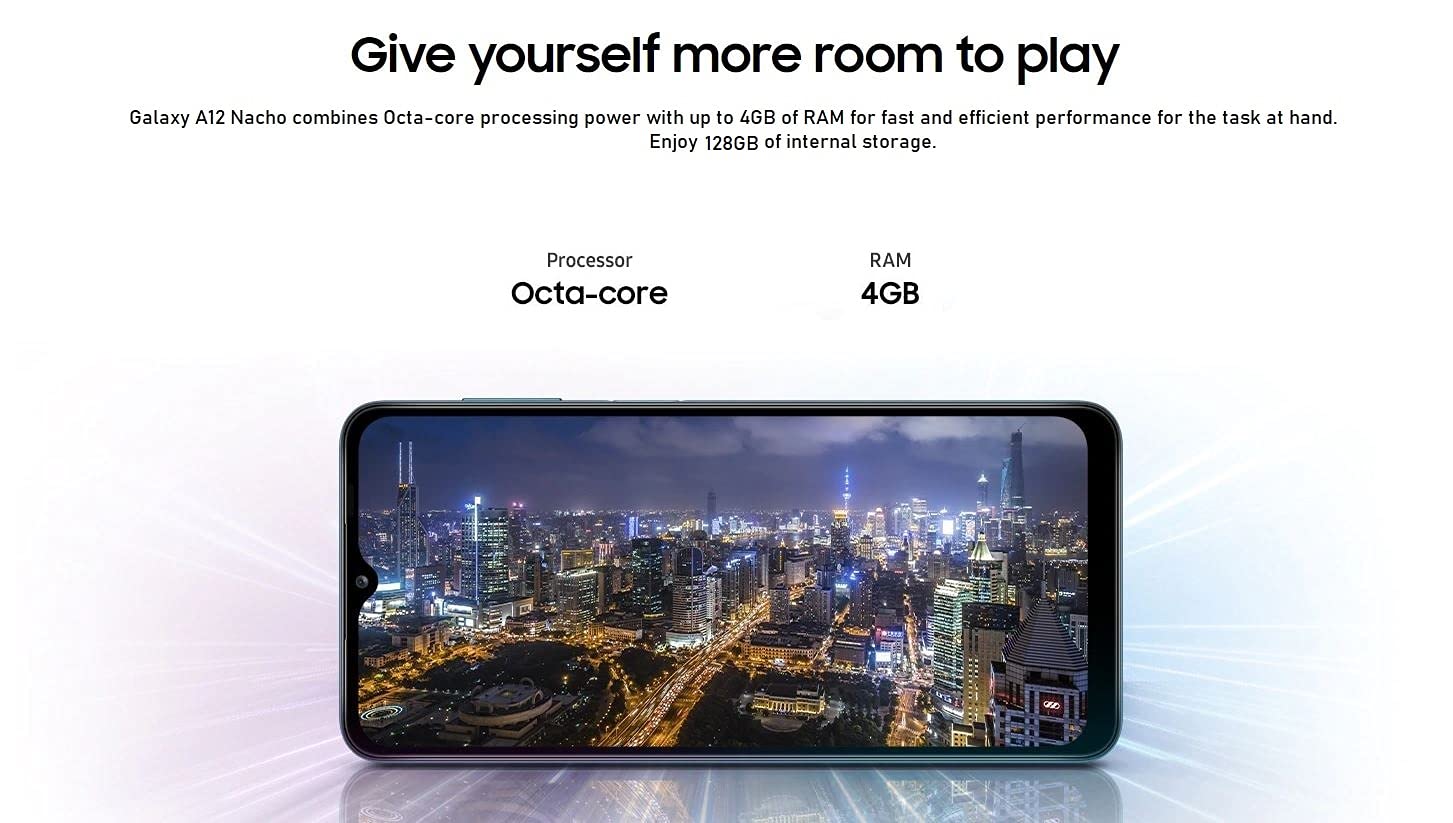 Give yourself more room to play
Galaxy A12 Nacho combines Octa-core processing power with up to 4GB of RAM for fast and efficient performance for the task at hand.
Enjoy 128GB of internal storage.
Processor
Octa-core
RAM
4GB